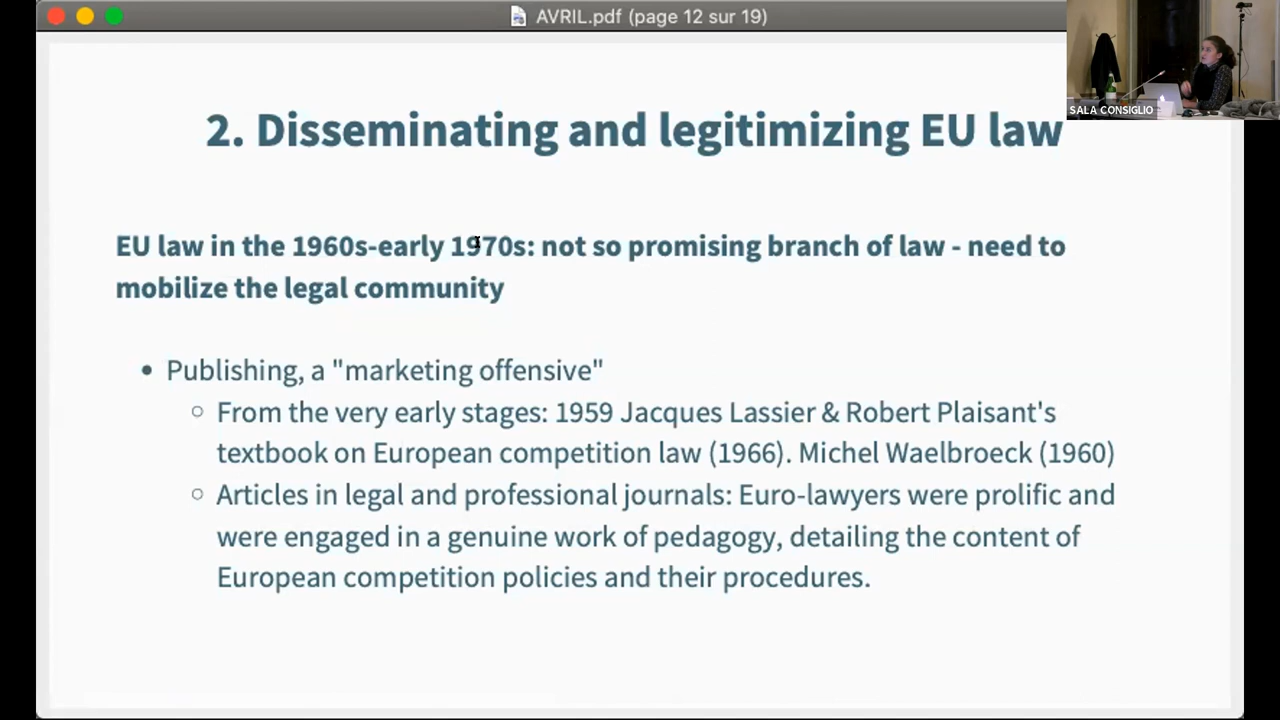 AVRIL.pdf (page 12 sur 19)
SALA CONSIGLIO
2. Disseminating and legitimizing EU law
EU law in the 1960s-early 1970s: not so promising branch of law - need to
mobilize the legal community
• Publishing, a "marketing offensive"
○ From the very early stages: 1959 Jacques Lassier & Robert Plaisant's
textbook on European competition law (1966). Michel Waelbroeck (1960)
○ Articles in legal and professional journals: Euro-lawyers were prolific and
were engaged in a genuine work of pedagogy, detailing the content of
European competition policies and their procedures.